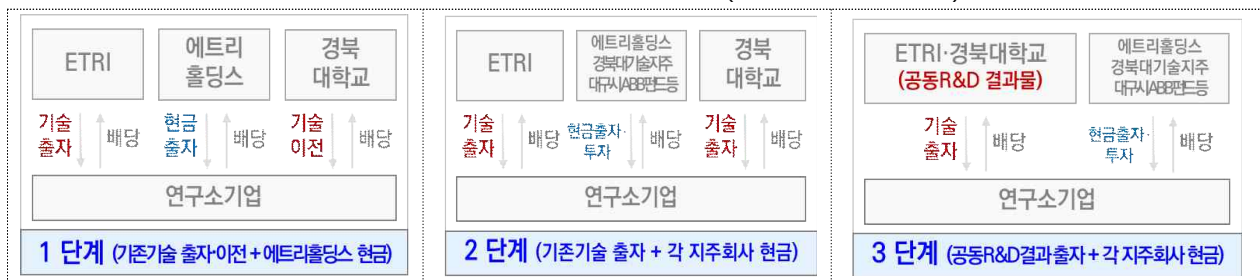 ETRI
에트리
홀딩스
경북
대학교
기술
출자
배당
현금
출자
배당
기술
이전
배당
연구소기업
1 단계 (기존기술 출자·이전 + 에트리홀딩스 현금)
ETRI
에트리홀딩스
경북대기술지주
대구시ABB펀드등
경북
대학교
기술
출자
배당
현금출자·
투자
배당
기술
출자
배당
연구소기업
2 단계 (기존기술 출자 + 각 지주회사 현금)
ETRI·경북대학교
(공동R&D 결과물)
에트리홀딩스
경북대기술지주
대구시ABB펀드등
기술
출자
배당
현금출자·
투자
배당
연구소기업
3 단계 (공동R&D결과 출자 + 각 지주회사 현금)